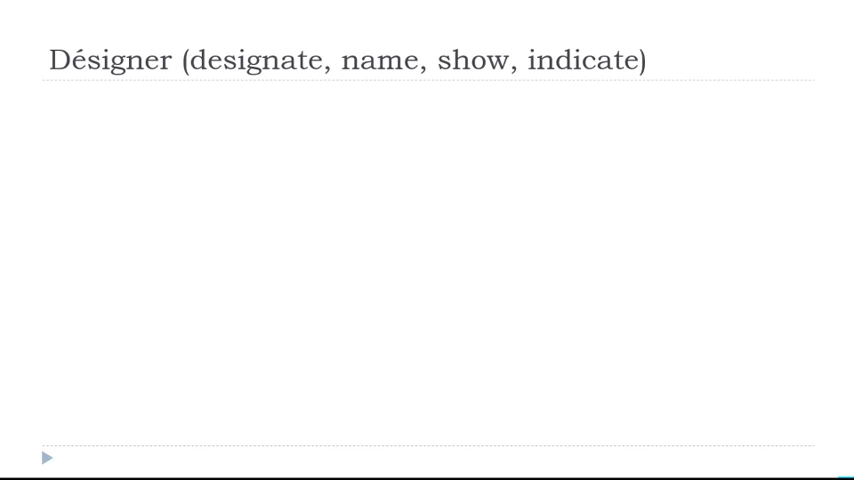 Désigner (designate, name, show, indicate)